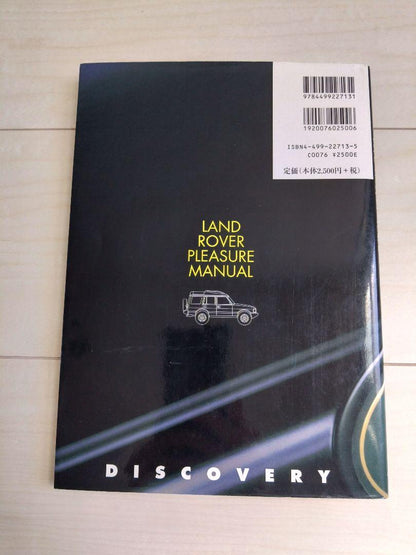 9784499227131
1920076025006
ISBN4-499-22713-5
C0076 ¥2500E
定価(本体2,500円+税)
LAND
ROVER
PLEASURE
MANUAL
DISCOVERY